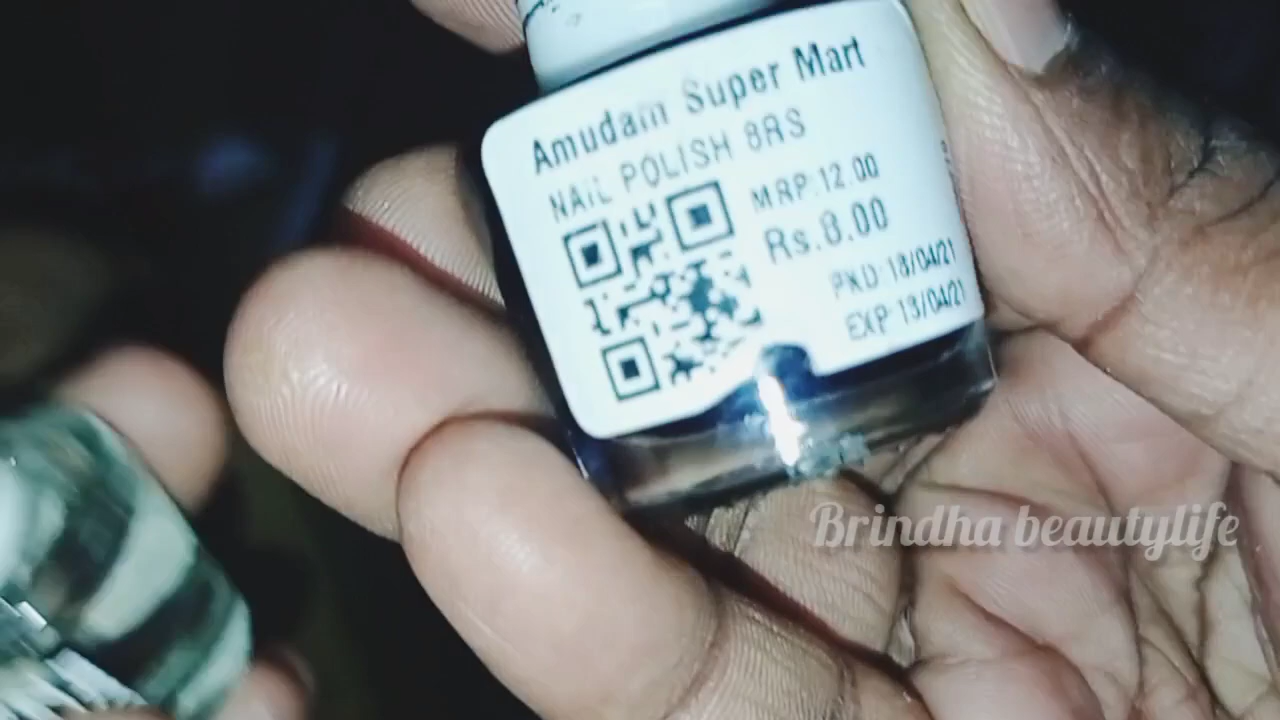 Amudam Super Mart
NAIL POLISH 8RS
MRP:12.00
Rs.8.00
PKD:13/04/21
EXP:13/04/21
Brindha beautylife